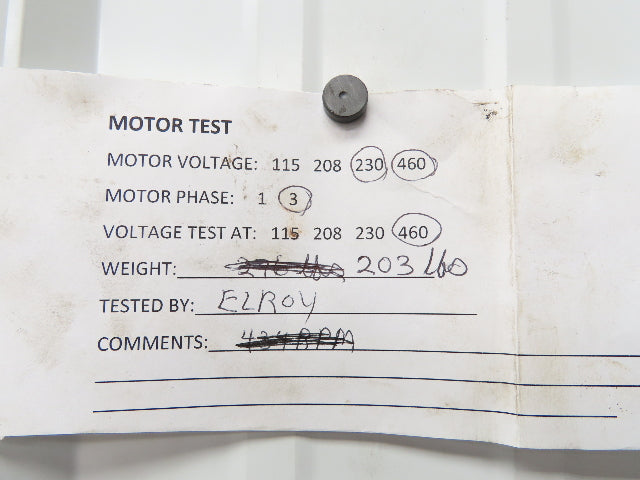 MOTOR TEST
MOTOR VOLTAGE: 115 208 230 460
MOTOR PHASE: 1 3
VOLTAGE TEST AT: 115 208 230 460
WEIGHT: 203 lbs
TESTED BY: ELROY
COMMENTS: